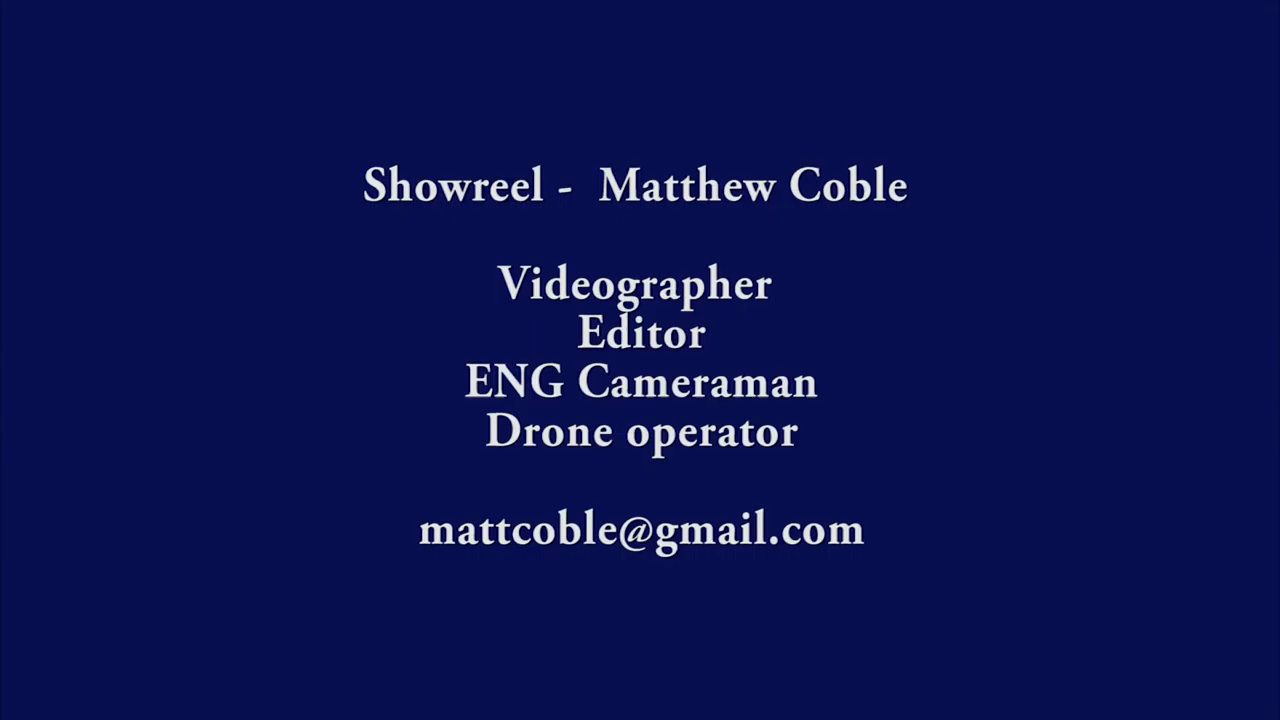 Showreel -  Matthew Coble
Videographer
Editor
ENG Cameraman
Drone operator
mattcoble@gmail.com